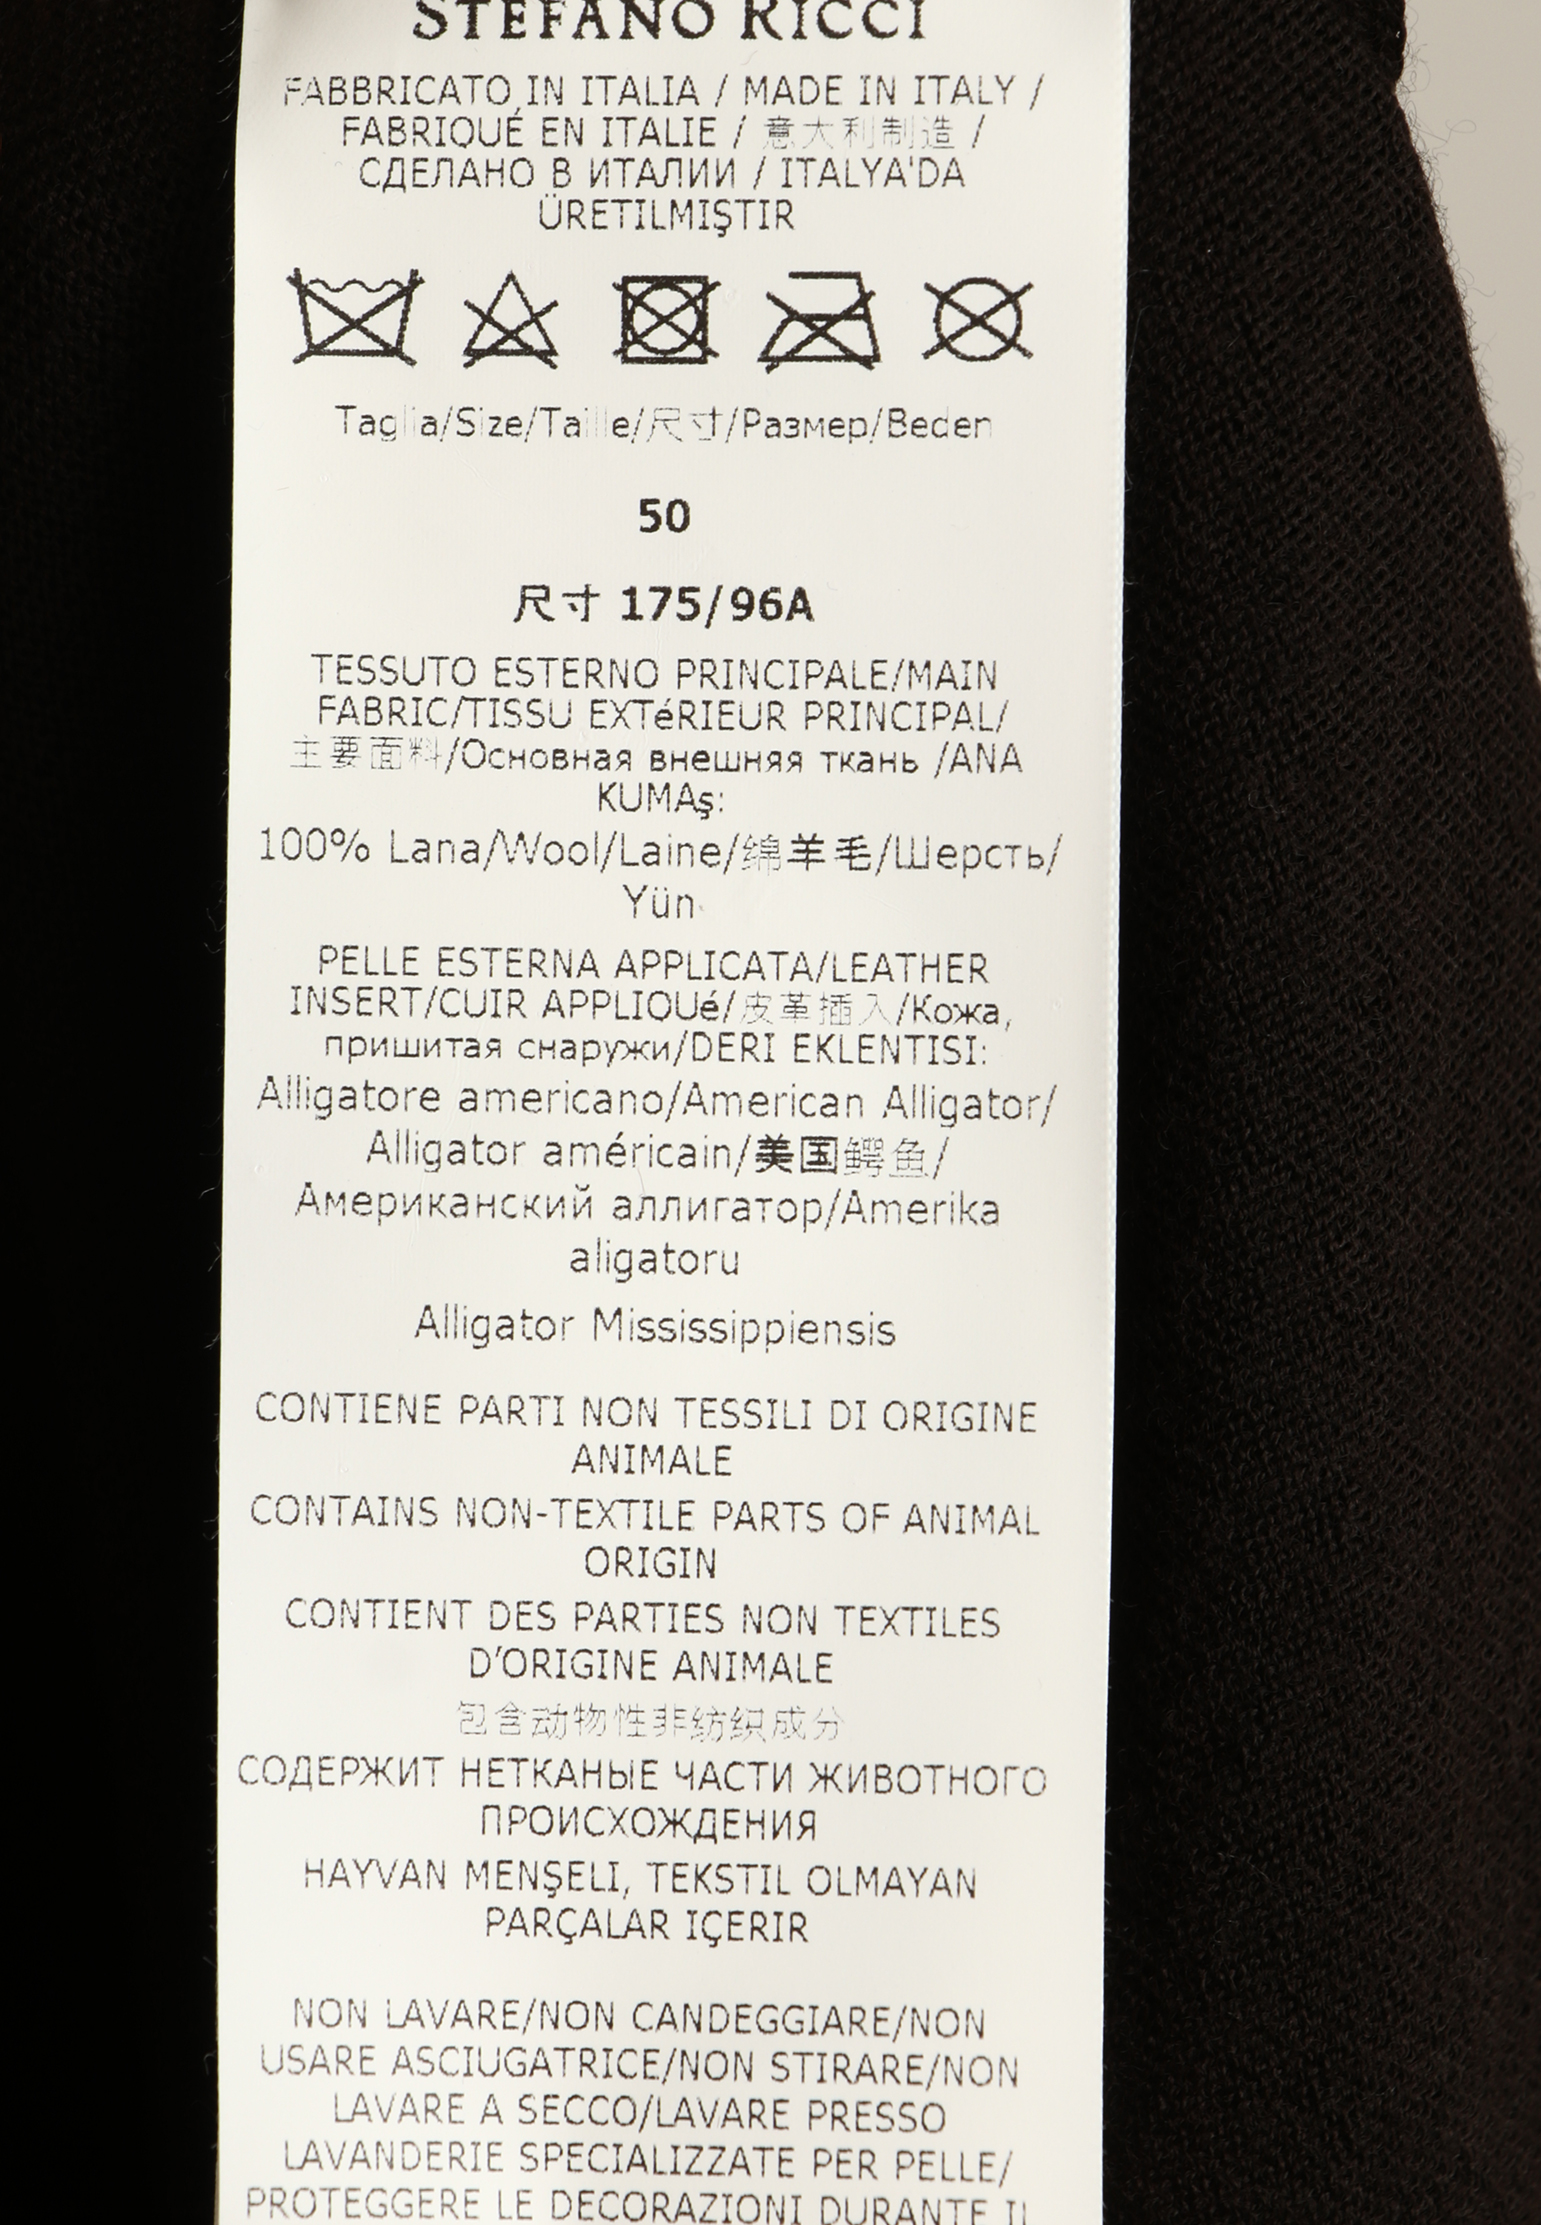 STEFANO RICCI
FABBRICATO IN ITALIA / MADE IN ITALY /
FABRIQUÉ EN ITALIE / 意大利制造 /
СДЕЛАНО В ИТАЛИИ / ITALYA'DA
ÜRETILMIŞTIR
Taglia/Size/Taille/尺寸/Размер/Beden
50
尺寸 175/96A
TESSUTO ESTERNO PRINCIPALE/MAIN
FABRIC/TISSU EXTéRIEUR PRINCIPAL/
主要面料/Основная внешняя ткань /ANA
KUMAş:
100% Lana/Wool/Laine/绵羊毛/Шерсть/
Yün
PELLE ESTERNA APPLICATA/LEATHER
INSERT/CUIR APPLIQUé/皮革插入/Кожа,
пришитая снаружи/DERI EKLENTISI:
Alligatore americano/American Alligator/
Alligator américain/美国鳄鱼/
Американский аллигатор/Amerika
aligatoru
Alligator Mississippiensis
CONTIENE PARTI NON TESSILI DI ORIGINE
ANIMALE
CONTAINS NON-TEXTILE PARTS OF ANIMAL
ORIGIN
CONTIENT DES PARTIES NON TEXTILES
D'ORIGINE ANIMALE
包含动物性非纺织成分
СОДЕРЖИТ НЕТКАНЫЕ ЧАСТИ ЖИВОТНОГО
ПРОИСХОЖДЕНИЯ
HAYVAN MENŞELI, TEKSTIL OLMAYAN
PARÇALAR IÇERIR
NON LAVARE/NON CANDEGGIARE/NON
USARE ASCIUGATRICE/NON STIRARE/NON
LAVARE A SECCO/LAVARE PRESSO
LAVANDERIE SPECIALIZZATE PER PELLE/
PROTEGGERE LE DECORAZIONI DURANTE IL